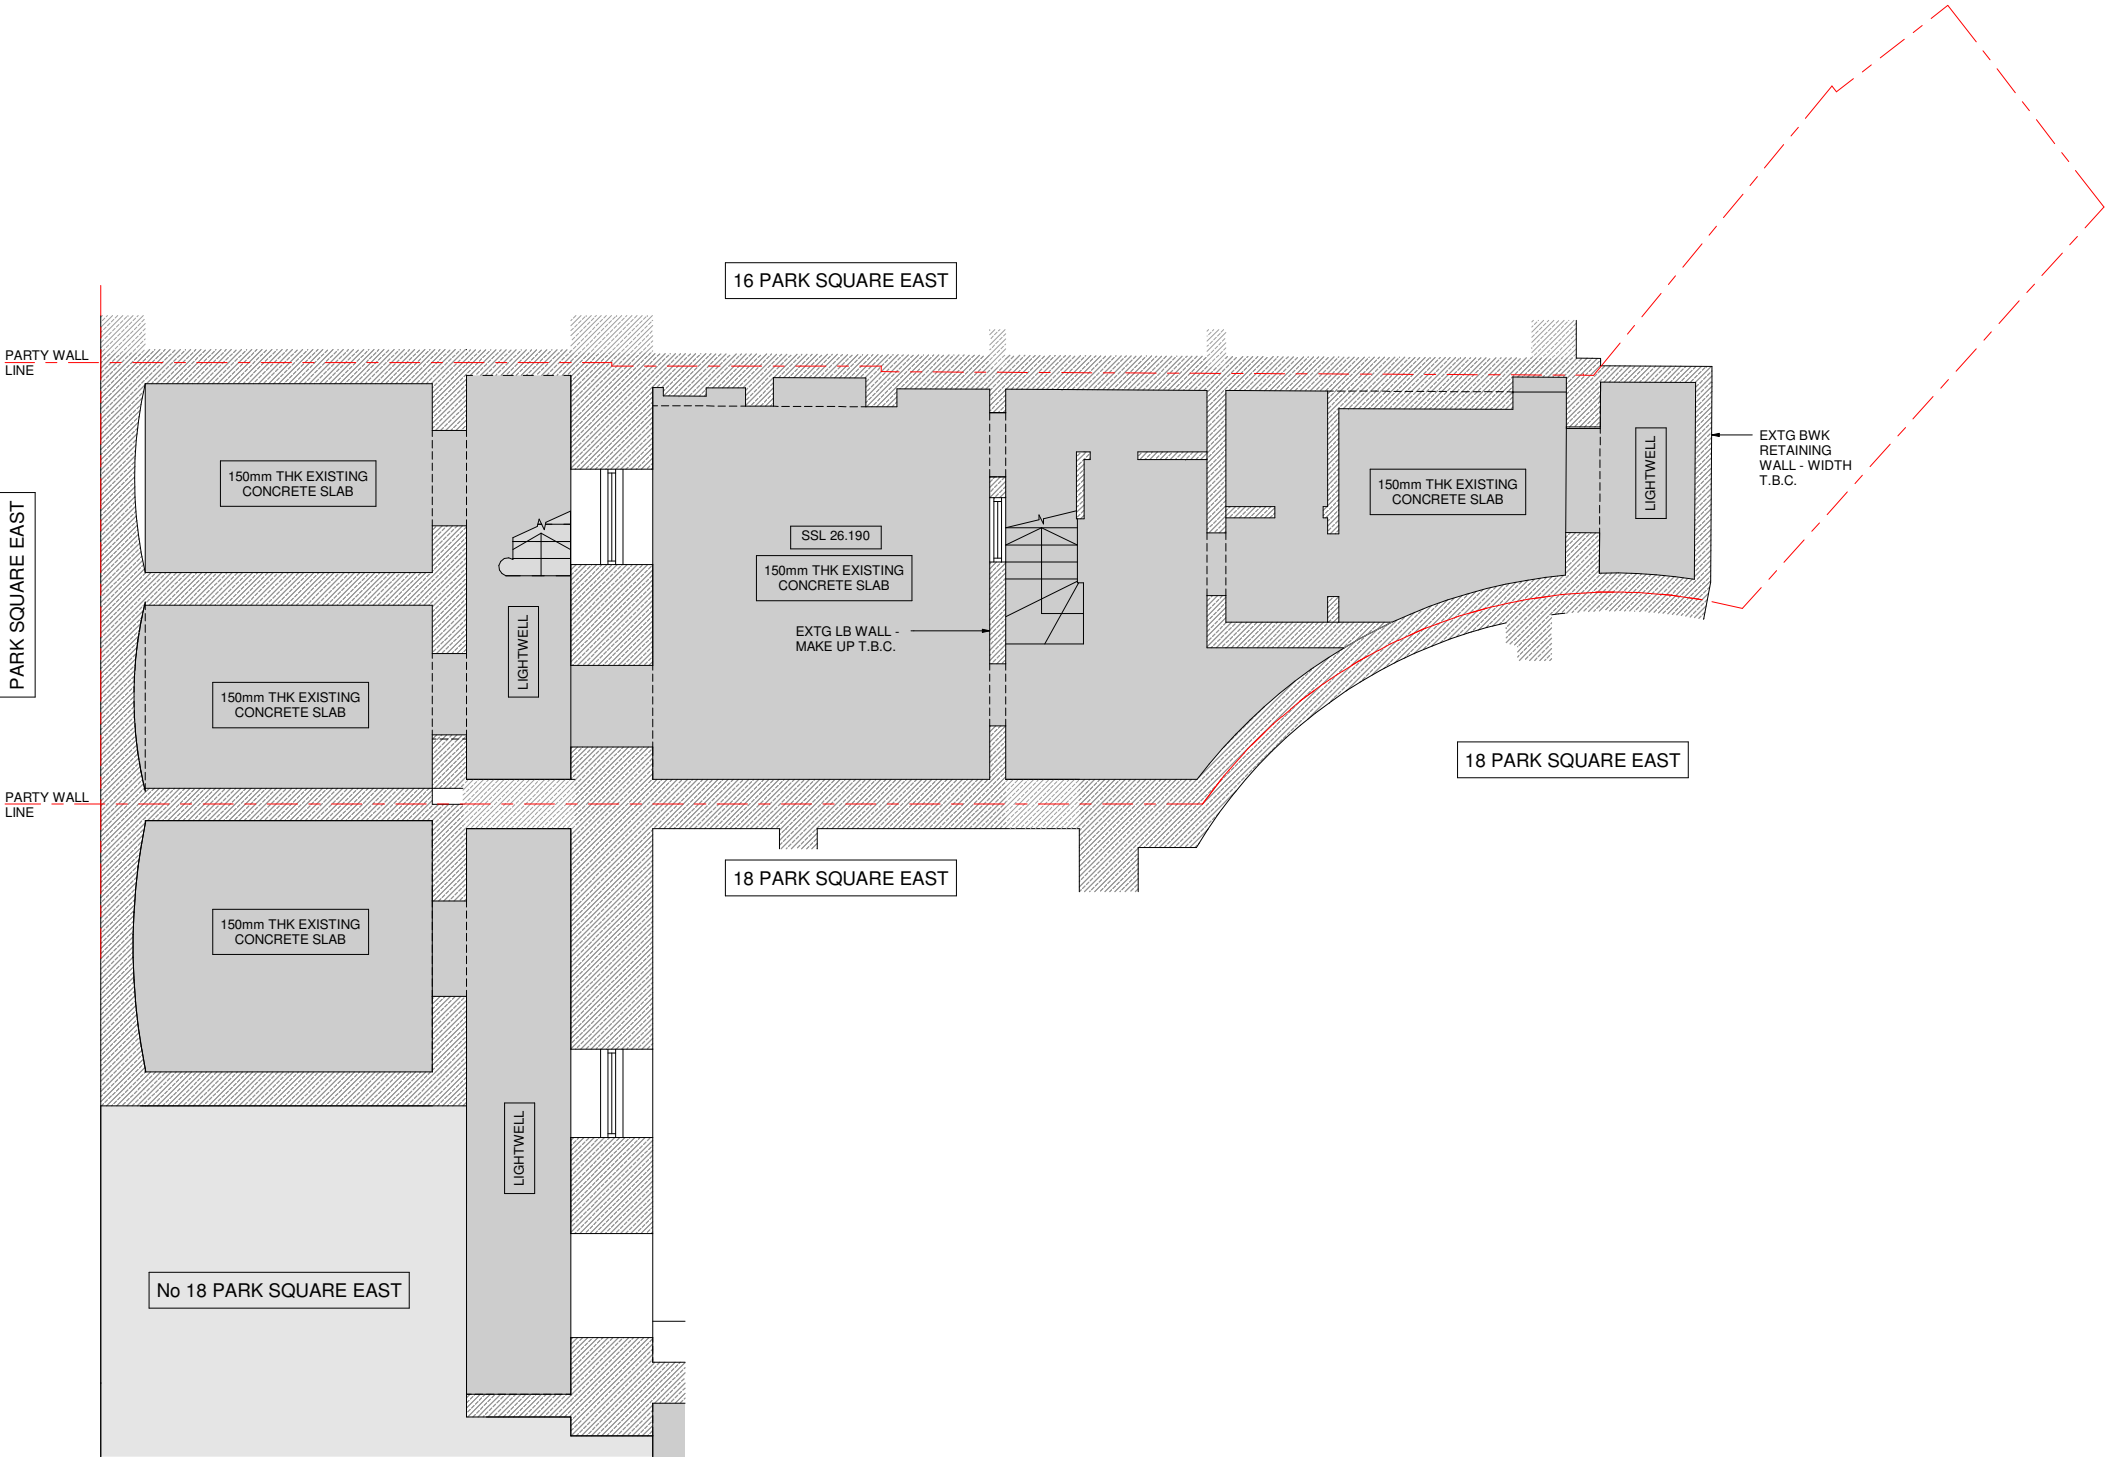 16 PARK SQUARE EAST
PARTY WALL
LINE
EXTG BWK
RETAINING
WALL - WIDTH
T.B.C.
LIGHTWELL
150mm THK EXISTING
CONCRETE SLAB
150mm THK EXISTING
CONCRETE SLAB
PARK SQUARE EAST
SSL 26.190
150mm THK EXISTING
CONCRETE SLAB
EXTG LB WALL -
MAKE UP T.B.C.
LIGHTWELL
150mm THK EXISTING
CONCRETE SLAB
18 PARK SQUARE EAST
PARTY WALL
LINE
18 PARK SQUARE EAST
150mm THK EXISTING
CONCRETE SLAB
LIGHTWELL
No 18 PARK SQUARE EAST